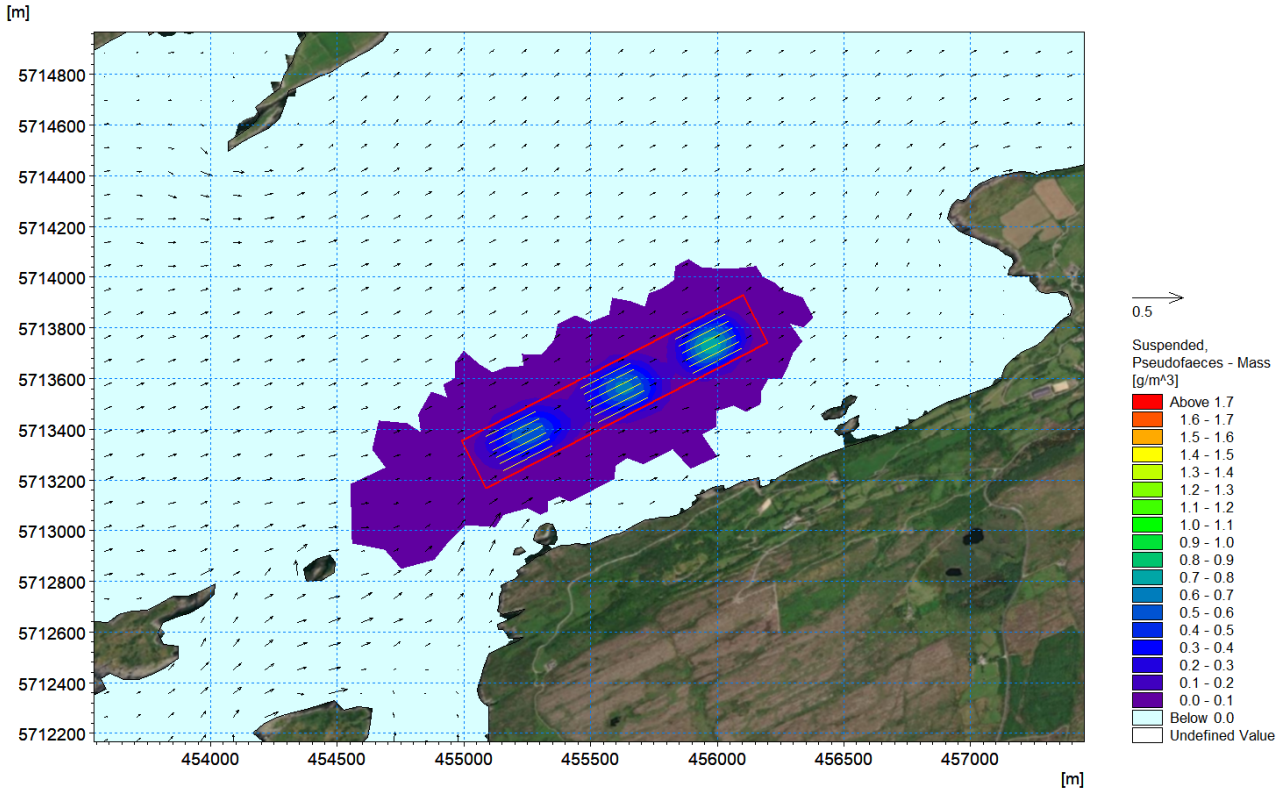 [m]
5714800
5714600
5714400
5714200
5714000
5713800
5713600
5713400
5713200
5713000
5712800
5712600
5712400
5712200
454000 454500 455000 455500 456000 456500 457000
[m]
0.5
Suspended,
Pseudofaeces - Mass
[g/m^3]
Above 1.7
1.6 - 1.7
1.5 - 1.6
1.4 - 1.5
1.3 - 1.4
1.2 - 1.3
1.1 - 1.2
1.0 - 1.1
0.9 - 1.0
0.8 - 0.9
0.7 - 0.8
0.6 - 0.7
0.5 - 0.6
0.4 - 0.5
0.3 - 0.4
0.2 - 0.3
0.1 - 0.2
0.0 - 0.1
Below 0.0
Undefined Value